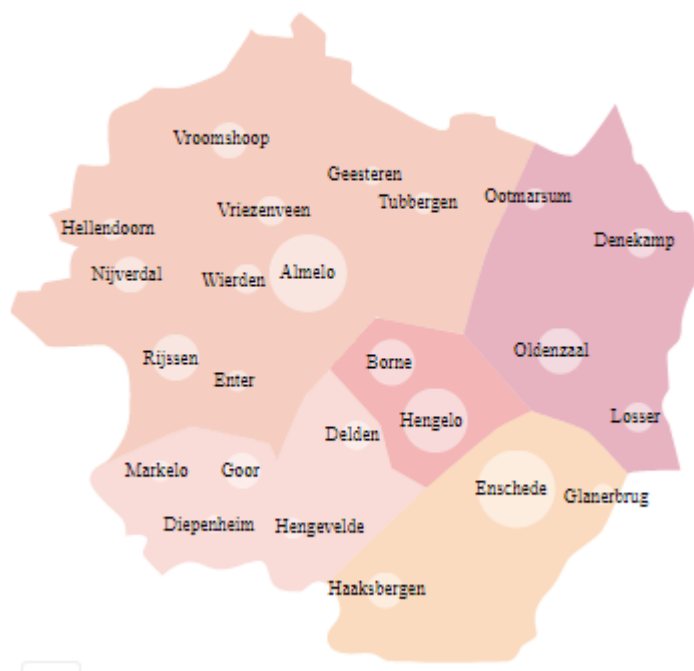 Vroomshoop
Geesteren
Tubbergen
Ootmarsum
Vriezenveen
Hellendoorn
Denekamp
Nijverdal
Wierden
Almelo
Oldenzaal
Rijssen
Borne
Enter
Hengelo
Losser
Delden
Markelo
Goor
Enschede
Glanerbrug
Diepenheim
Hengevelde
Haaksbergen